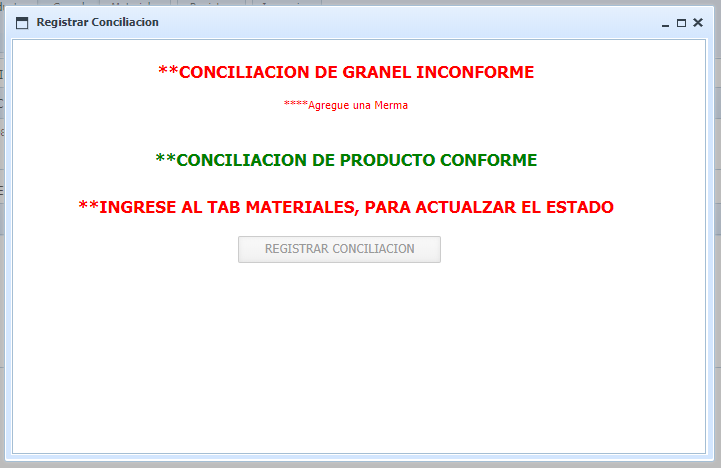 Registrar Conciliacion
**CONCILIACION DE GRANEL INCONFORME
****Agregue una Merma
**CONCILIACION DE PRODUCTO CONFORME
**INGRESE AL TAB MATERIALES, PARA ACTUALZAR EL ESTADO
REGISTRAR CONCILIACION